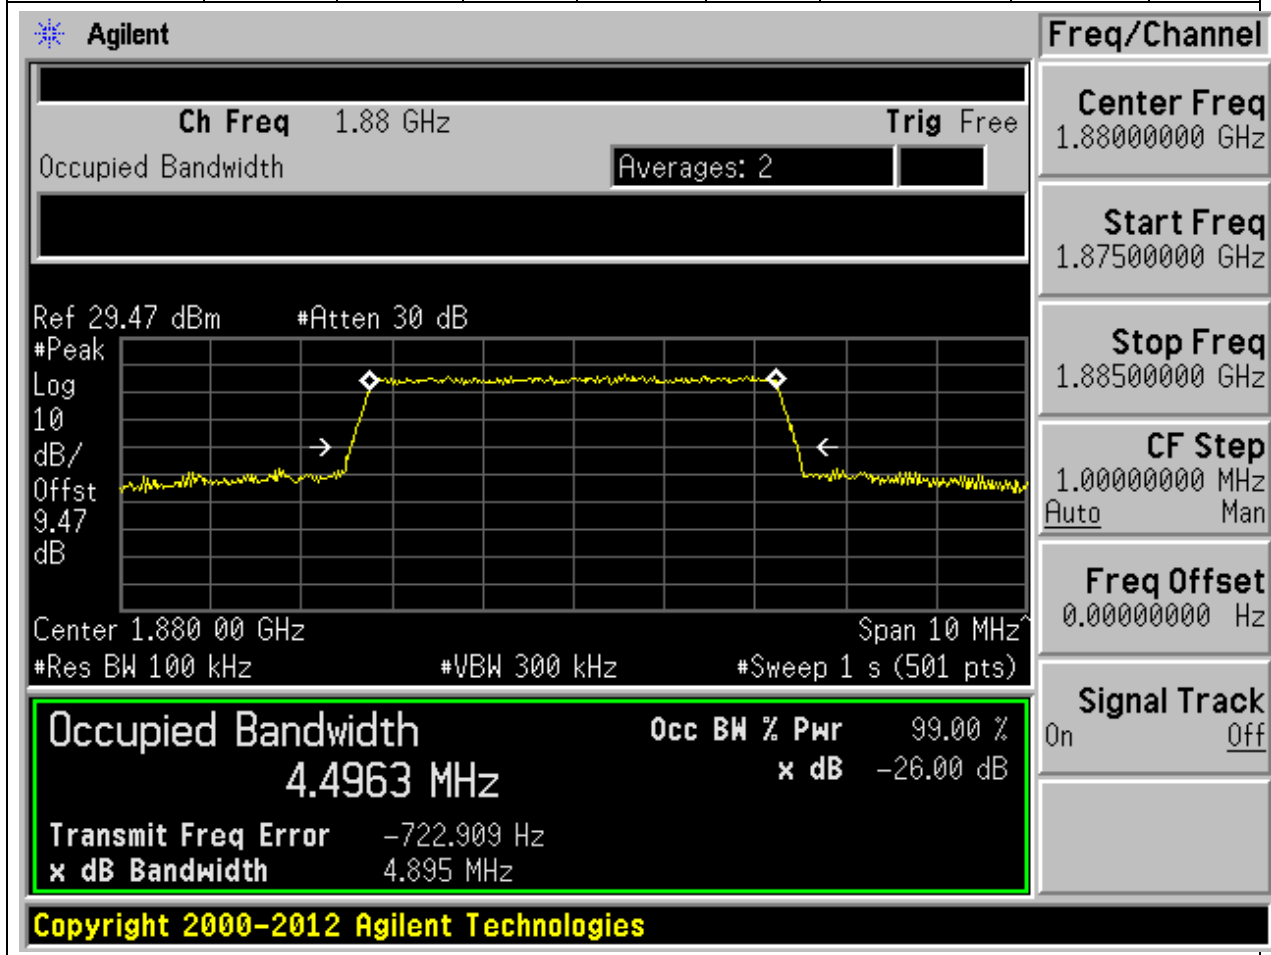 Agilent
Freq/Channel
Ch Freq 1.88 GHz Trig Free
Occupied Bandwidth Averages: 2
Center Freq
1.88000000 GHz
Start Freq
1.87500000 GHz
Stop Freq
1.88500000 GHz
CF Step
1.00000000 MHz
Auto Man
Freq Offset
0.00000000 Hz
Signal Track
On Off
Ref 29.47 dBm #Atten 30 dB
#Peak
Log
10
dB/
Offst
9.47
dB
Center 1.880 00 GHz Span 10 MHz^
#Res BW 100 kHz #VBW 300 kHz #Sweep 1 s (501 pts)
Occupied Bandwidth Occ BW % Pwr 99.00 %
4.4963 MHz x dB -26.00 dB
Transmit Freq Error -722.909 Hz
x dB Bandwidth 4.895 MHz
Copyright 2000-2012 Agilent Technologies